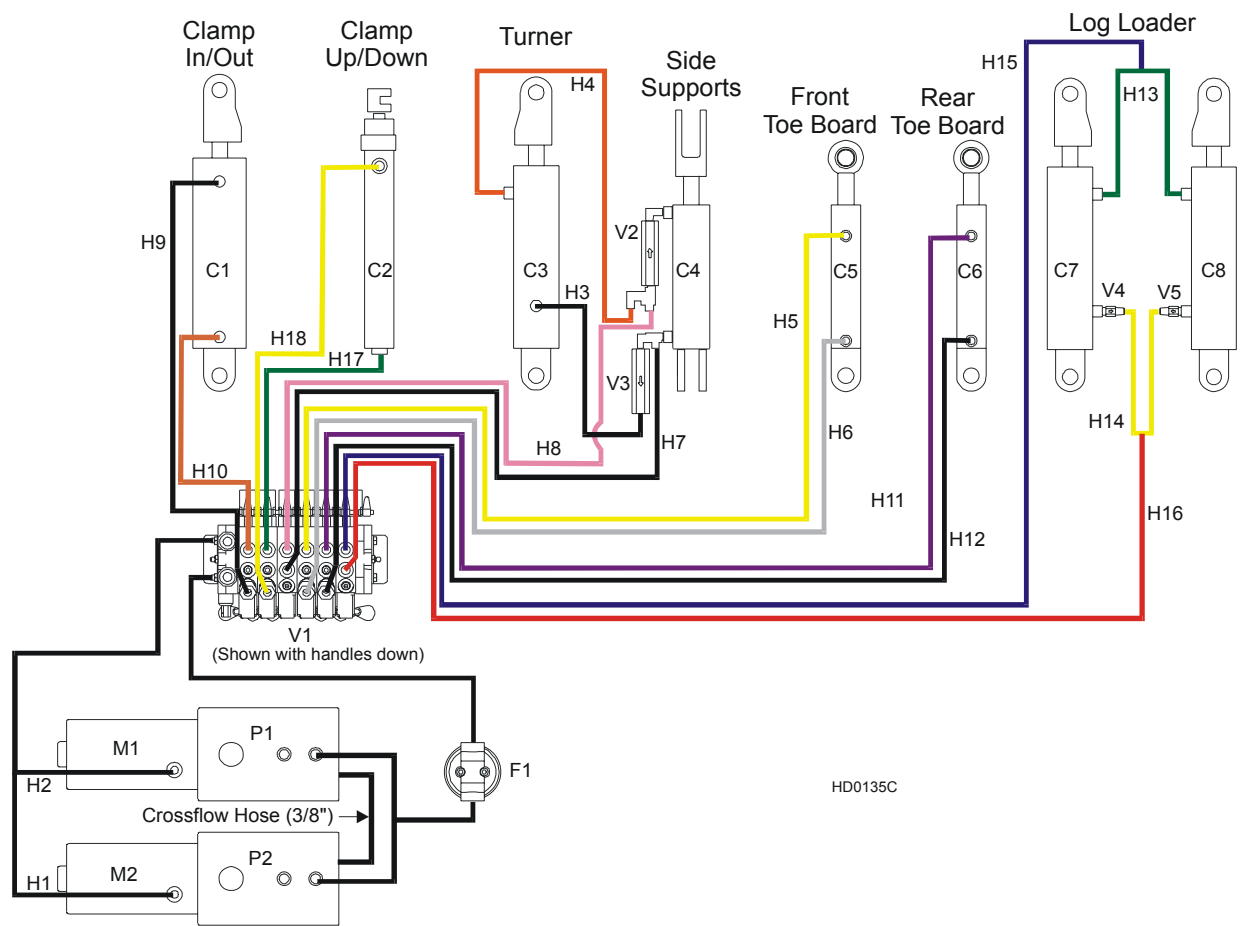 Clamp
In/Out
Clamp
Up/Down
Turner
Side
Supports
Front
Toe Board
Rear
Toe Board
Log Loader
H15
H4
H13
H9
V2
C1
C2
C3
C4
C5
C6
C7
C8
H3
V4
V5
H5
H18
H17
V3
H14
H6
H7
H8
H10
H11
H16
H12
V1
(Shown with handles down)
P1
M1
F1
H2
HD0135C
Crossflow Hose (3/8")
P2
M2
H1